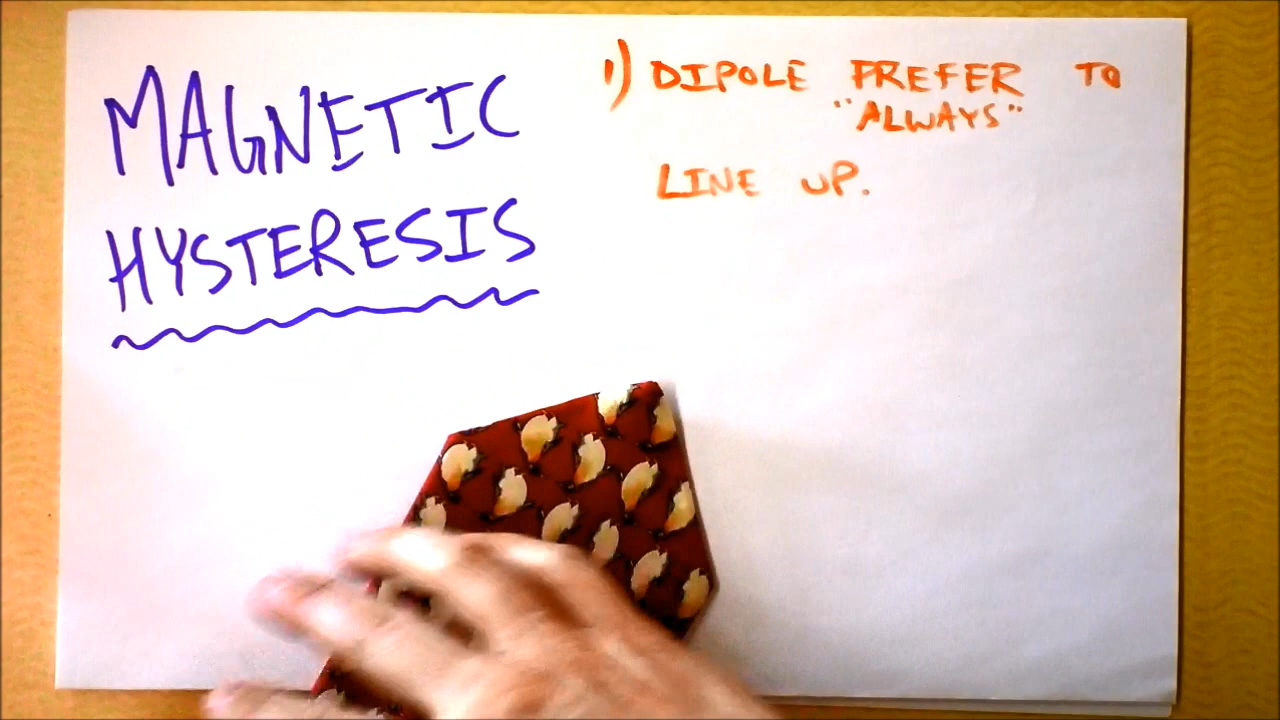 MAGNETIC
HYSTERESIS
1) DIPOLE PREFER TO
"ALWAYS"
LINE UP.